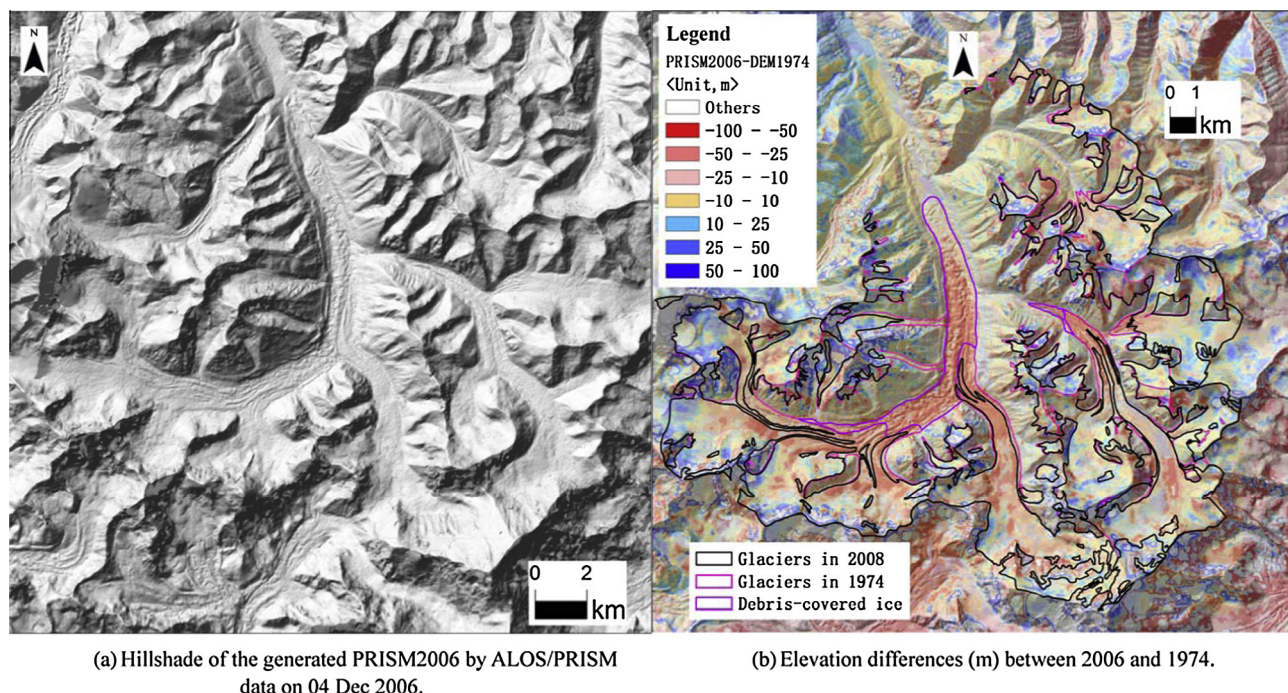 N
0 2
km
(a) Hillshade of the generated PRISM2006 by ALOS/PRISM
data on 04 Dec 2006.
Legend
PRISM2006-DEM1974
<Unit, m>
Others
-100 - -50
-50 - -25
-25 - -10
-10 - 10
10 - 25
25 - 50
50 - 100
N
0 1
km
Glaciers in 2008
Glaciers in 1974
Debris-covered ice
(b) Elevation differences (m) between 2006 and 1974.